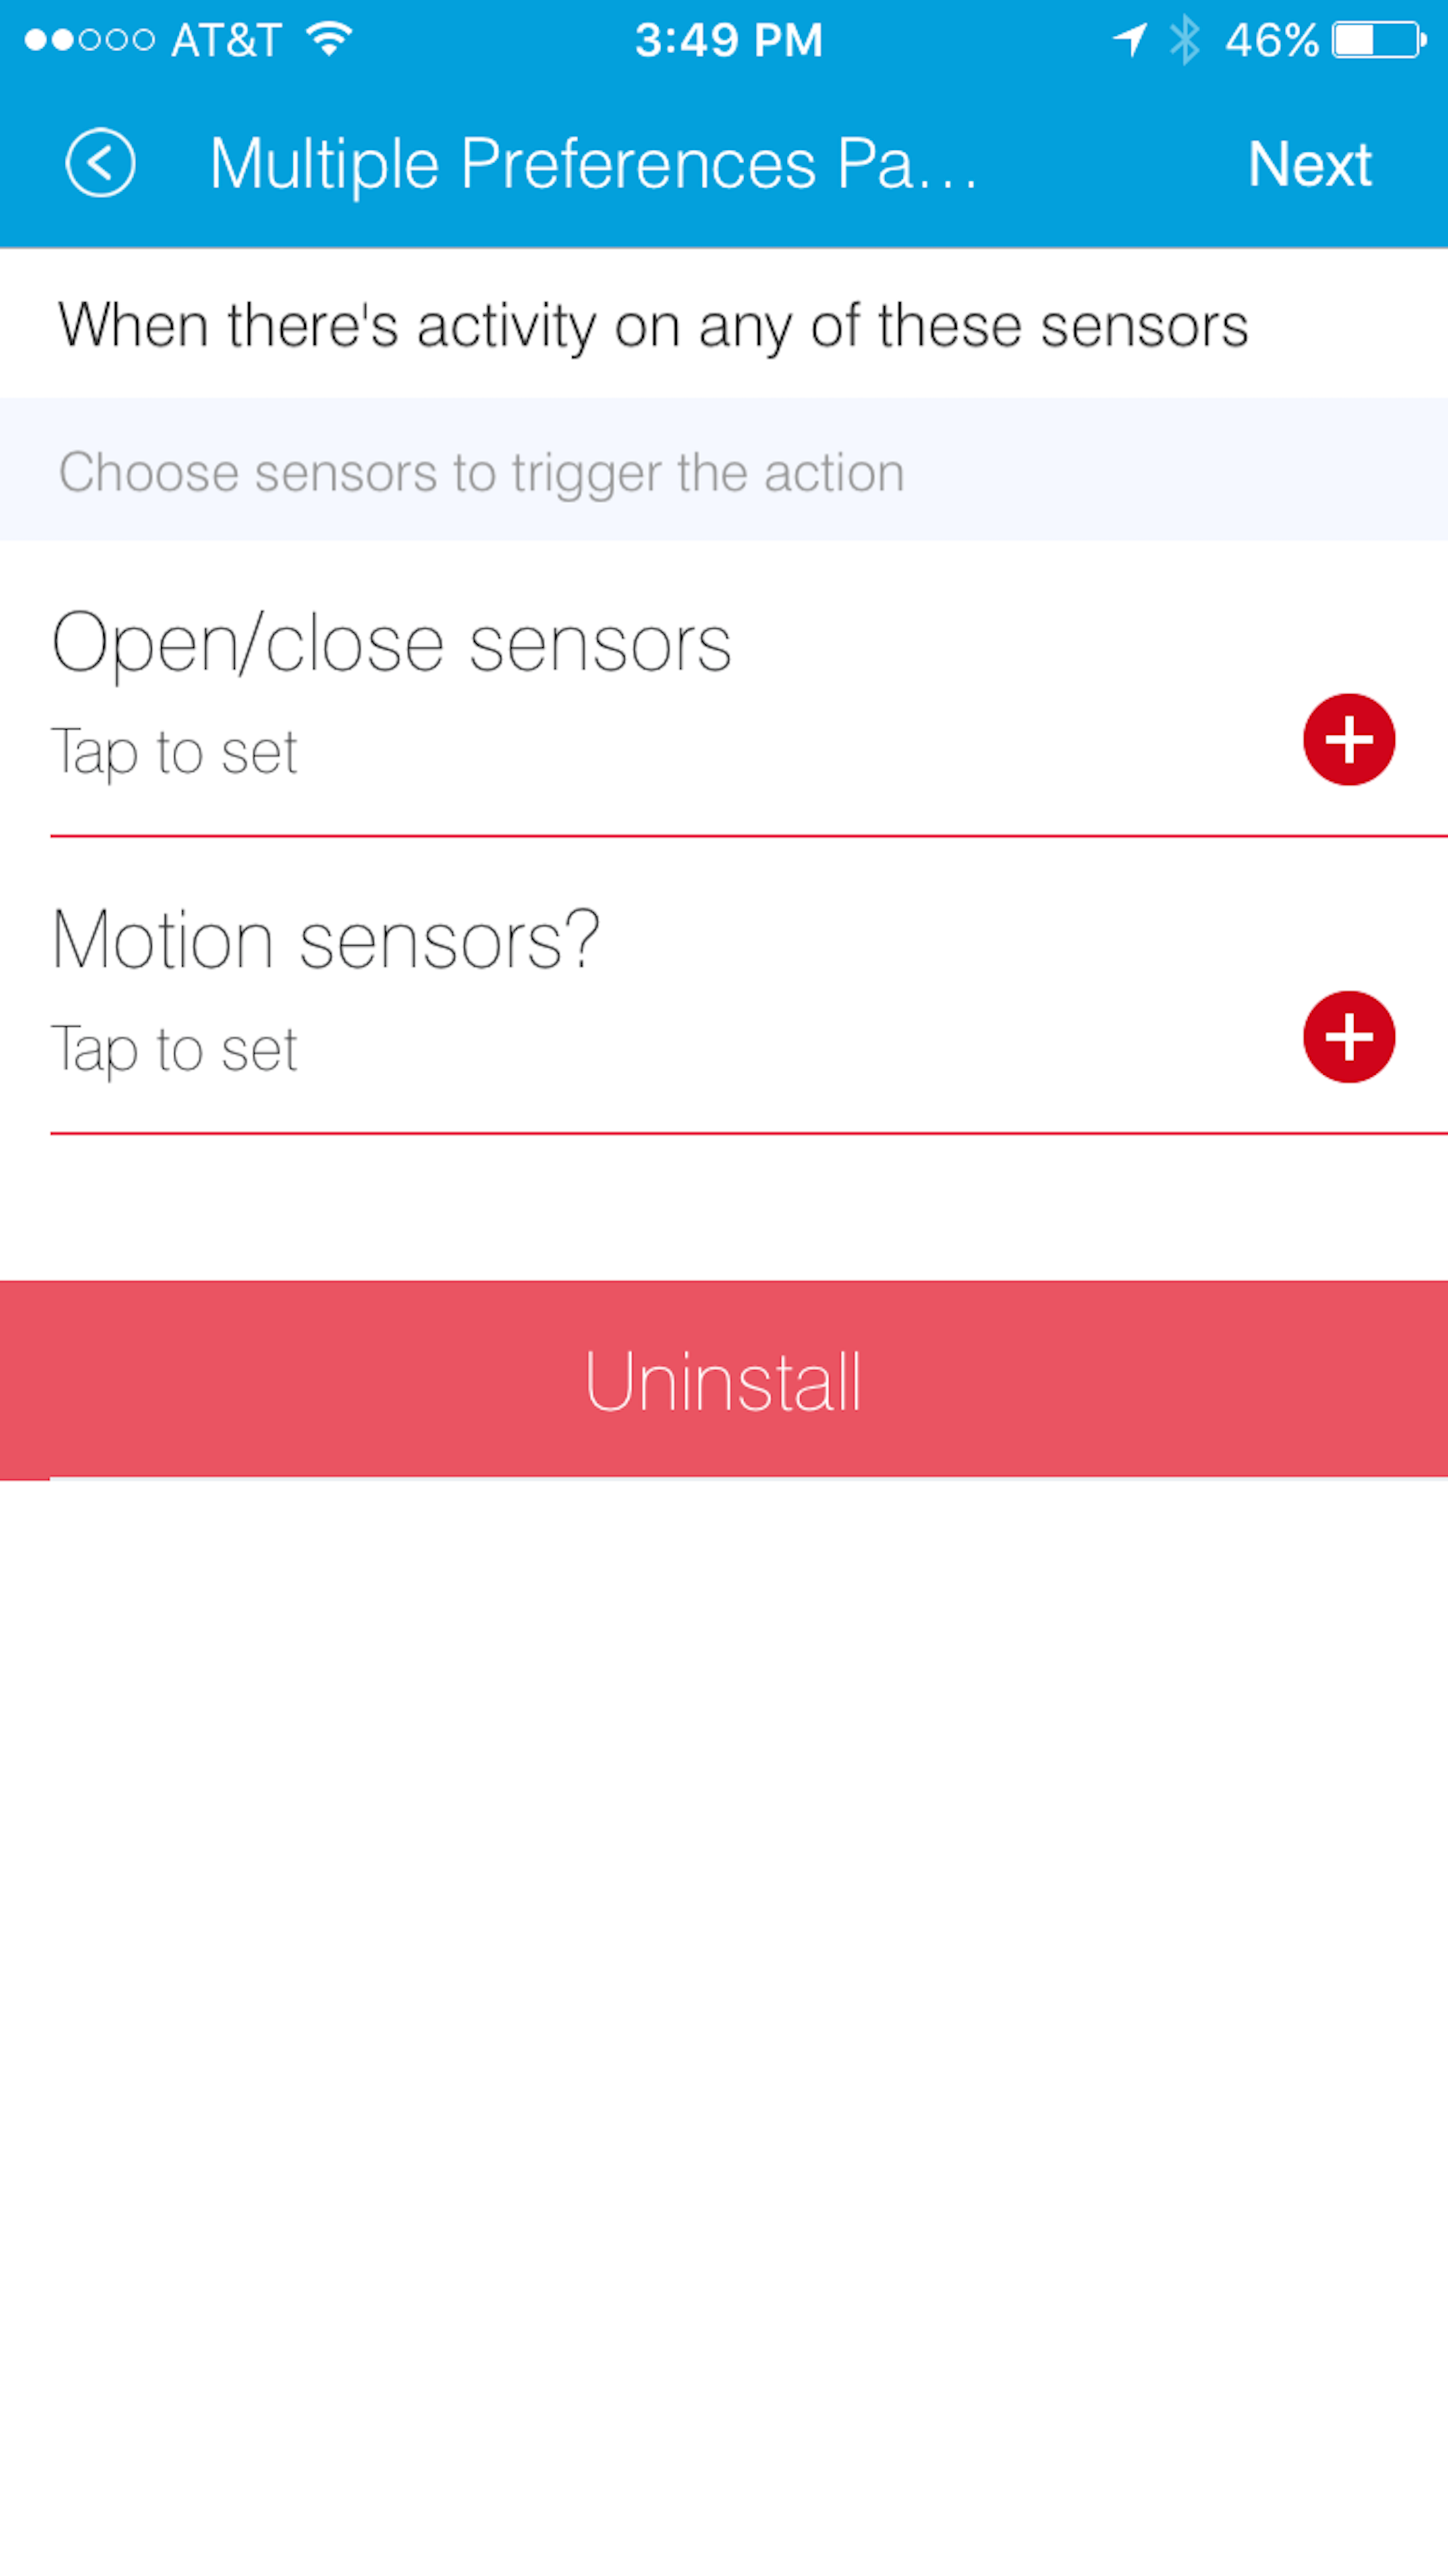 AT&T 3:49 PM 46%
Multiple Preferences Pa... Next
When there's activity on any of these sensors
Choose sensors to trigger the action
Open/close sensors
Tap to set
Motion sensors?
Tap to set
Uninstall